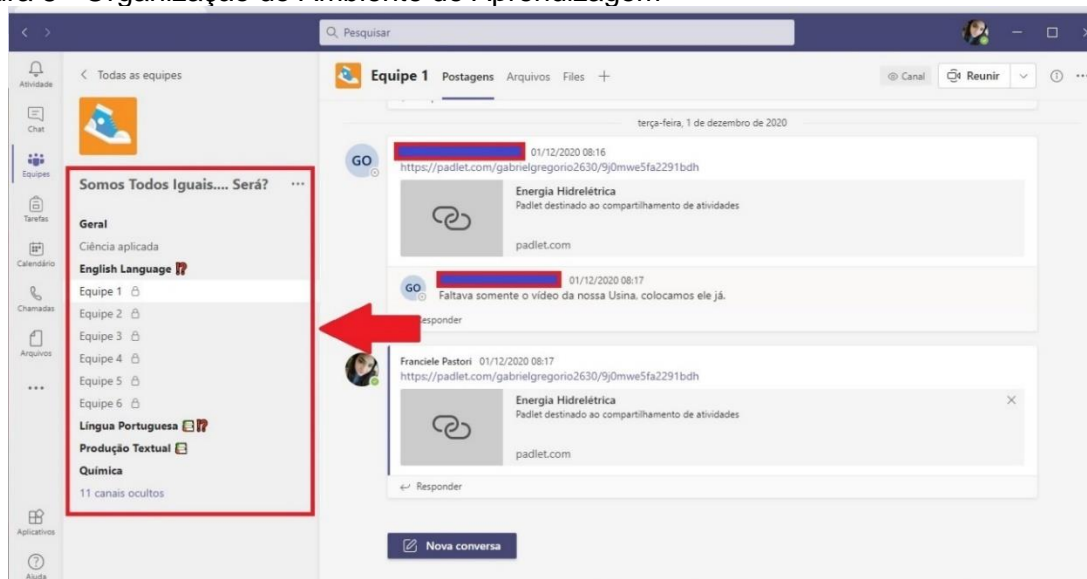 Organização do Ambiente de Aprendizagem
Pesquisar
Atividade
Chat
Equipes
Tarefas
Calendário
Chamadas
Arquivos
Aplicativos
Ajuda
Todas as equipes
Somos Todos Iguais.... Será?
Geral
Ciência aplicada
English Language
Equipe 1
Equipe 2
Equipe 3
Equipe 4
Equipe 5
Equipe 6
Língua Portuguesa
Produção Textual
Química
11 canais ocultos
Equipe 1 Postagens Arquivos Files +
Canal Reunir
terça-feira, 1 de dezembro de 2020
GO
01/12/2020 08:16
https://padlet.com/gabrielgregorio2630/9j0mwe5fa2291bdh
Energia Hidrelétrica
Padlet destinado ao compartilhamento de atividades
padlet.com
GO
01/12/2020 08:17
Faltava somente o vídeo da nossa Usina, colocamos ele já.
Franciele Pastori 01/12/2020 08:17
https://padlet.com/gabrielgregorio2630/9j0mwe5fa2291bdh
Energia Hidrelétrica
Padlet destinado ao compartilhamento de atividades
padlet.com
Responder
Nova conversa